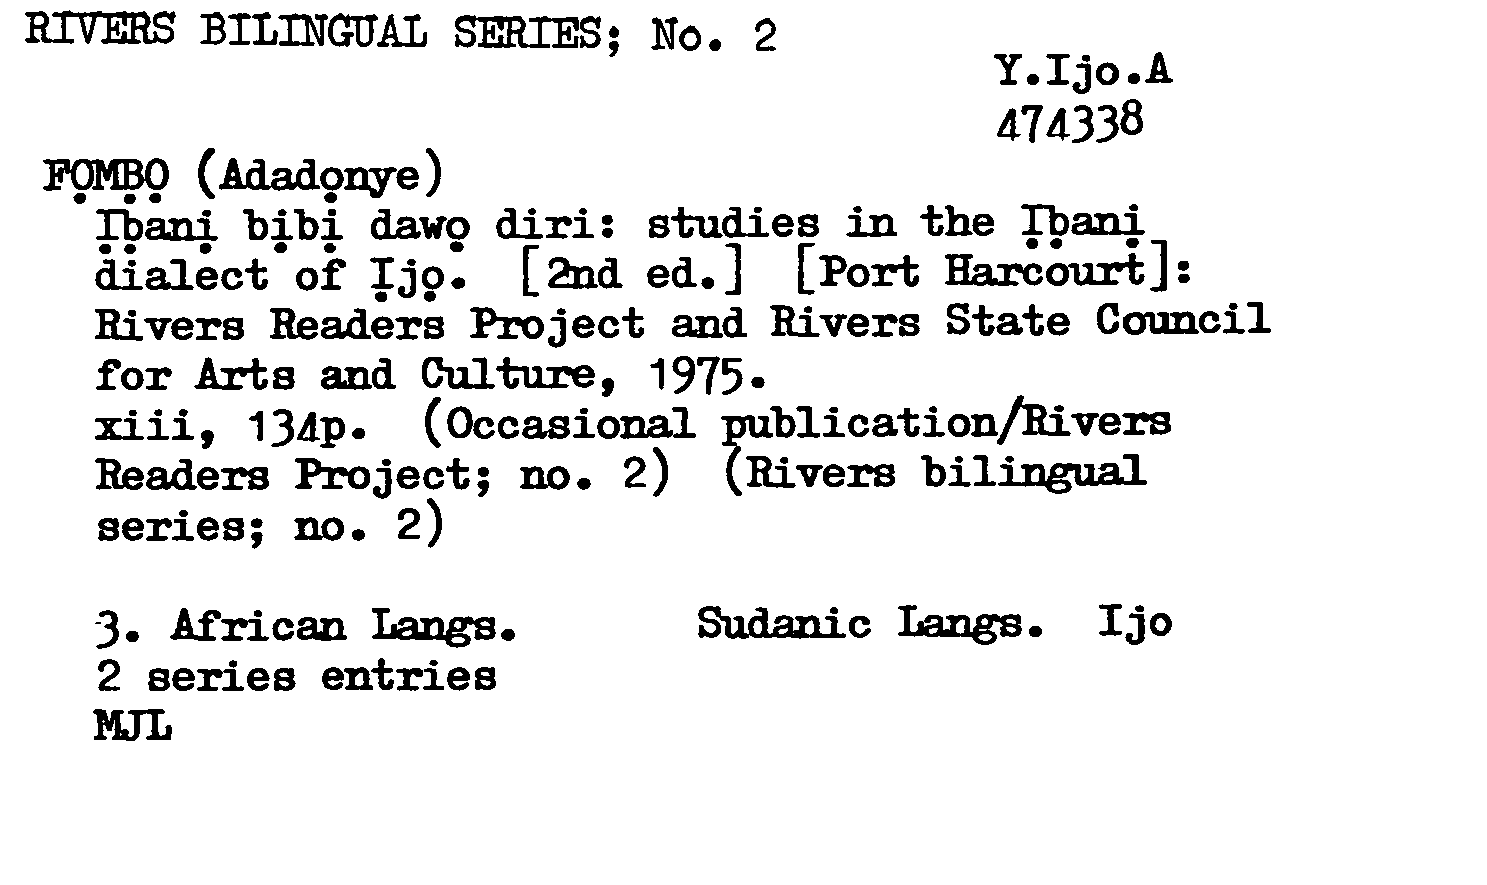 RIVERS BILINGUAL SERIES; No. 2
Y.Ijo.A
474338
FỌMḄỌ (Adadọnye)
Ịḅanị bịbị dawọ diri: studies in the Ịḅanị
dialect of Ịjọ. [2nd ed.] [Port Harcourt]:
Rivers Readers Project and Rivers State Council
for Arts and Culture, 1975.
xiii, 134p. (Occasional publication/Rivers
Readers Project; no. 2) (Rivers bilingual
series; no. 2)
3. African Langs. Sudanic Langs. Ijo
2 series entries
MJL